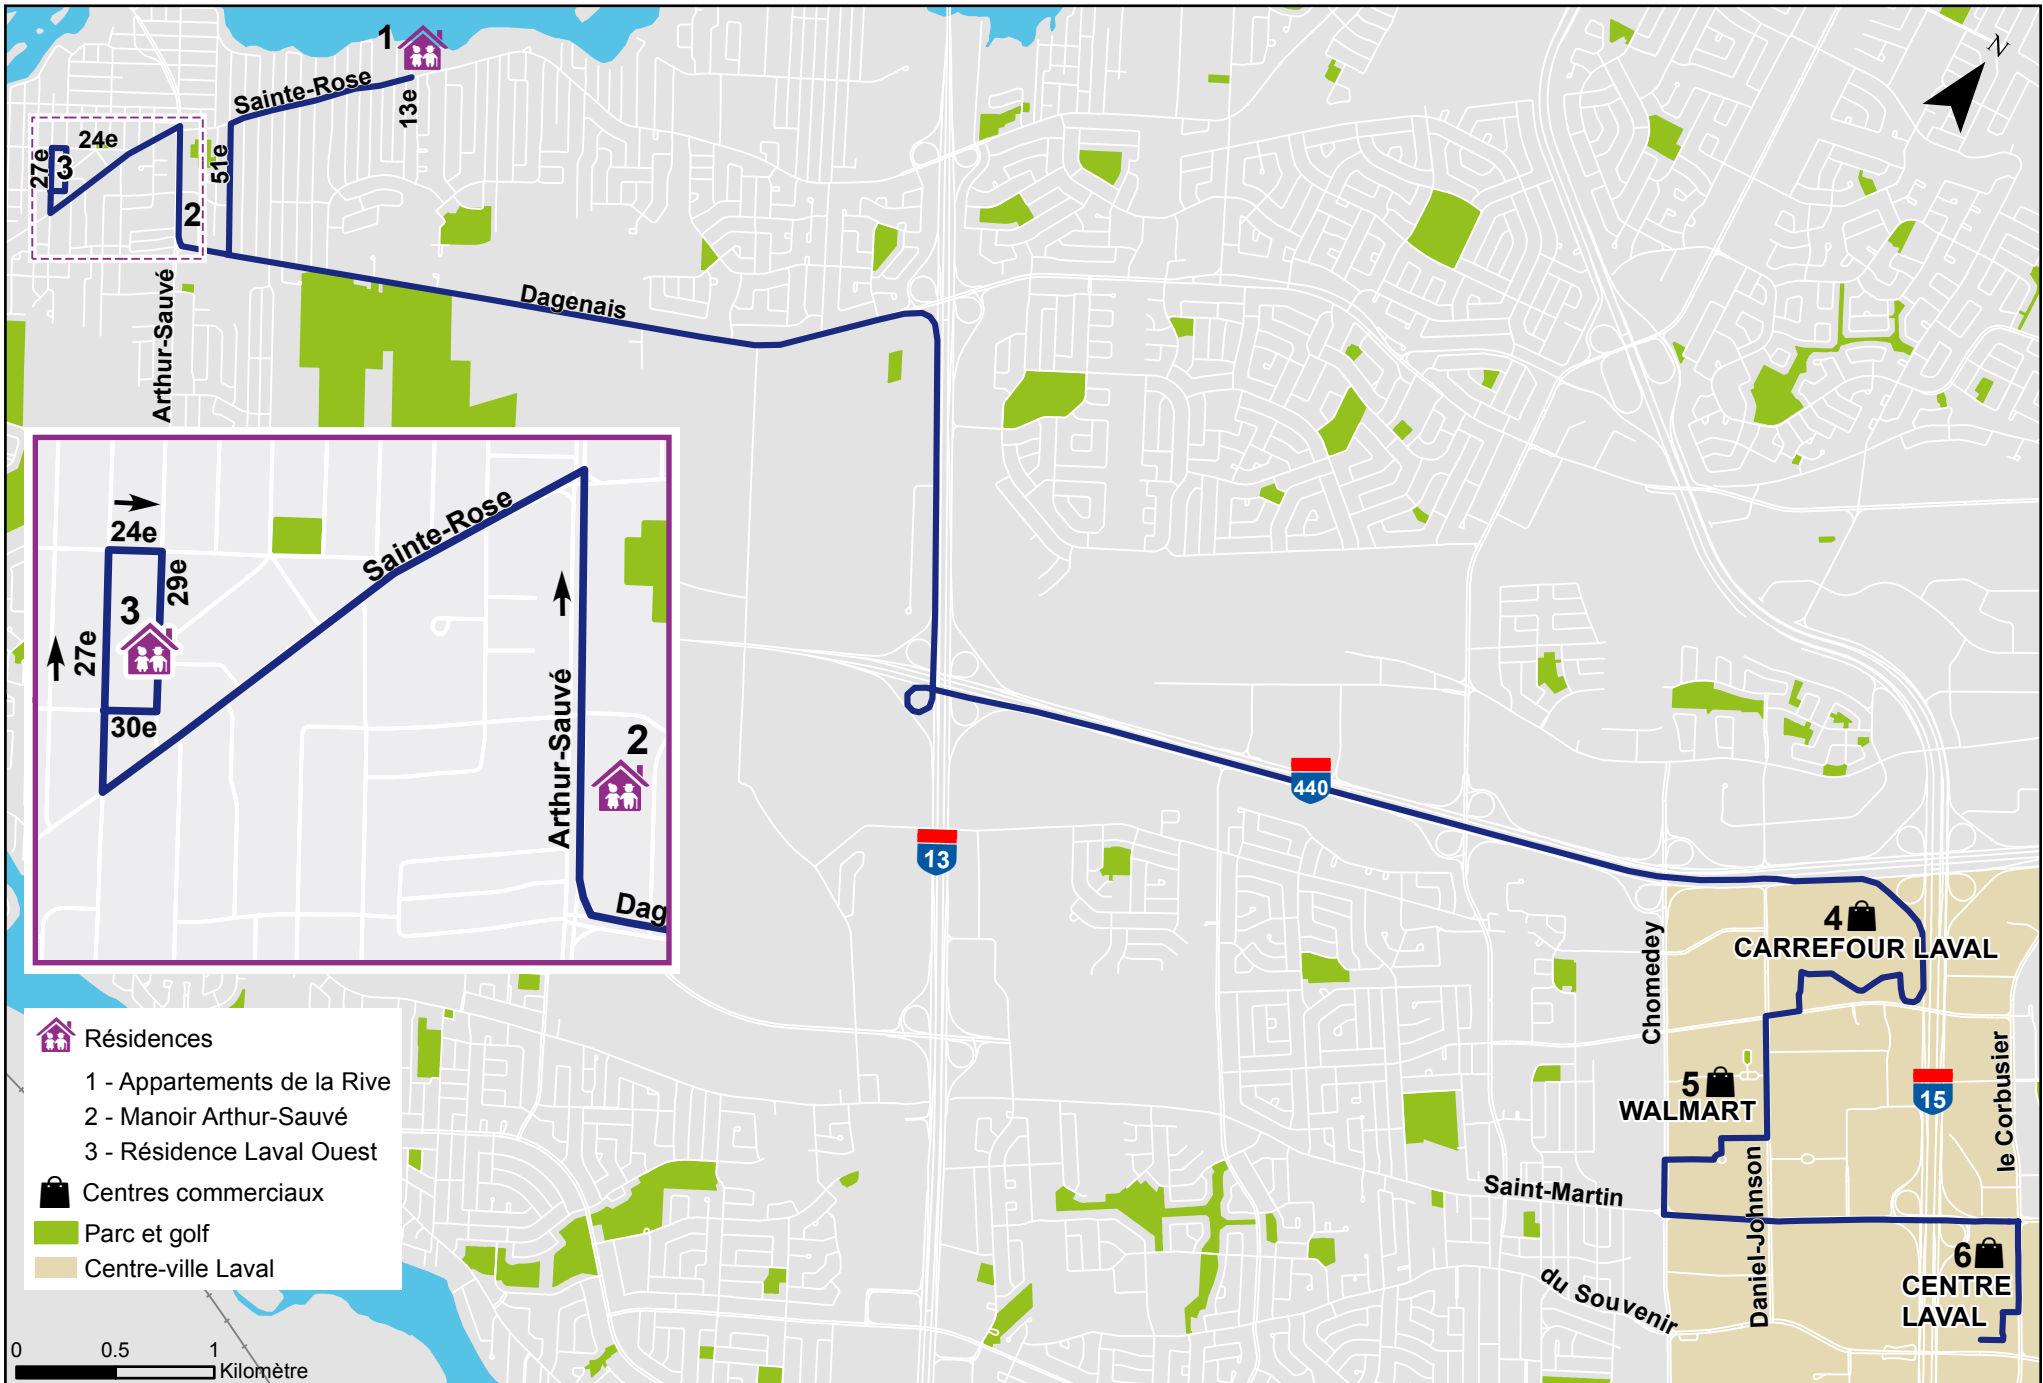 1
N
Sainte-Rose
13e
24e
27e
3
51e
2
Arthur-Sauvé
Dagenais
24e
Sainte-Rose
29e
3
27e
30e
Arthur-Sauvé
2
Dag
440
13
Chomedey
4
CARREFOUR LAVAL
5
WALMART
15
le Corbusier
Daniel-Johnson
Saint-Martin
du Souvenir
6
CENTRE
LAVAL
Résidences
1 - Appartements de la Rive
2 - Manoir Arthur-Sauvé
3 - Résidence Laval Ouest
Centres commerciaux
Parc et golf
Centre-ville Laval
0 0.5 1
Kilomètre